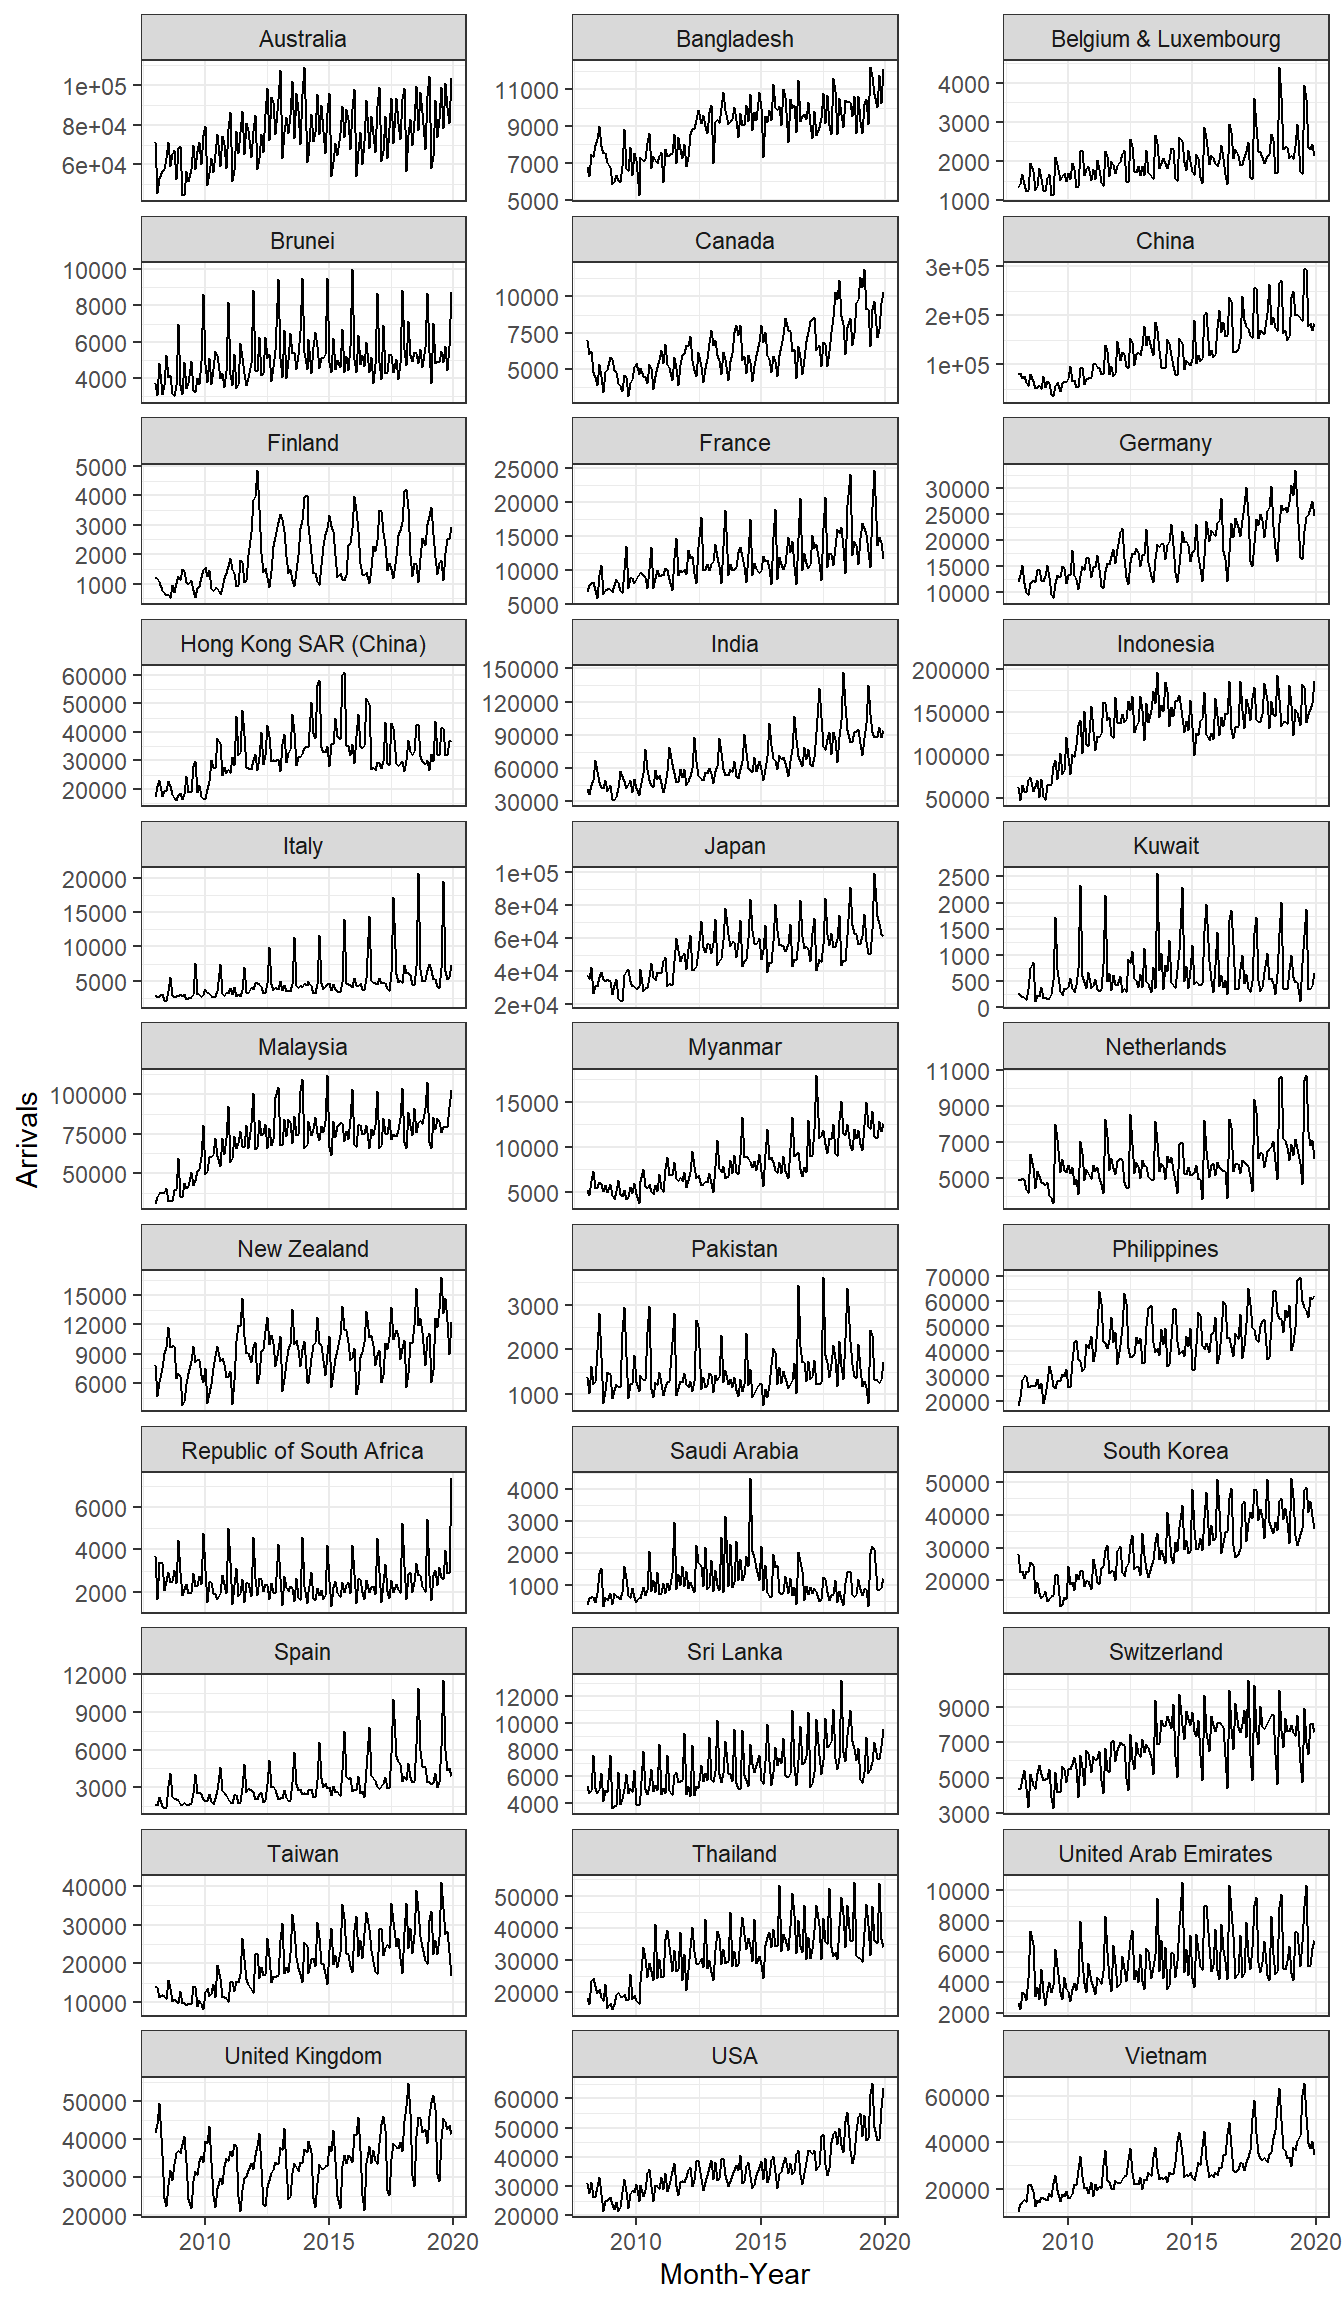 Australia
Bangladesh
Belgium & Luxembourg
1e+05
8e+04
6e+04
11000
9000
7000
5000
4000
3000
2000
1000
Brunei
Canada
China
10000
8000
6000
4000
10000
7500
5000
3e+05
2e+05
1e+05
Finland
France
Germany
5000
4000
3000
2000
1000
25000
20000
15000
10000
5000
30000
25000
20000
15000
10000
Hong Kong SAR (China)
India
Indonesia
60000
50000
40000
30000
20000
150000
120000
90000
60000
30000
200000
150000
100000
50000
Italy
Japan
Kuwait
20000
15000
10000
5000
1e+05
8e+04
6e+04
4e+04
2e+04
2500
2000
1500
1000
500
0
Malaysia
Myanmar
Netherlands
100000
75000
50000
15000
10000
5000
11000
9000
7000
5000
Arrivals
New Zealand
Pakistan
Philippines
15000
12000
9000
6000
3000
2000
1000
70000
60000
50000
40000
30000
20000
Republic of South Africa
Saudi Arabia
South Korea
6000
4000
2000
4000
3000
2000
1000
50000
40000
30000
20000
Spain
Sri Lanka
Switzerland
12000
9000
6000
3000
12000
10000
8000
6000
4000
9000
7000
5000
3000
Taiwan
Thailand
United Arab Emirates
40000
30000
20000
10000
50000
40000
30000
20000
10000
8000
6000
4000
2000
United Kingdom
USA
Vietnam
50000
40000
30000
20000
60000
50000
40000
30000
20000
60000
40000
20000
2010
2015
2020
2010
2015
2020
2010
2015
2020
Month-Year